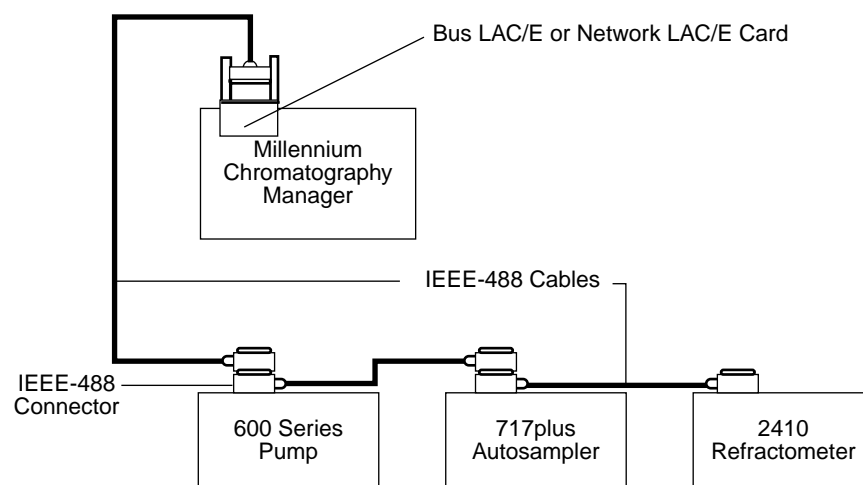 Bus LAC/E or Network LAC/E Card
Millennium
Chromatography
Manager
IEEE-488 Cables
IEEE-488
Connector
600 Series
Pump
717plus
Autosampler
2410
Refractometer